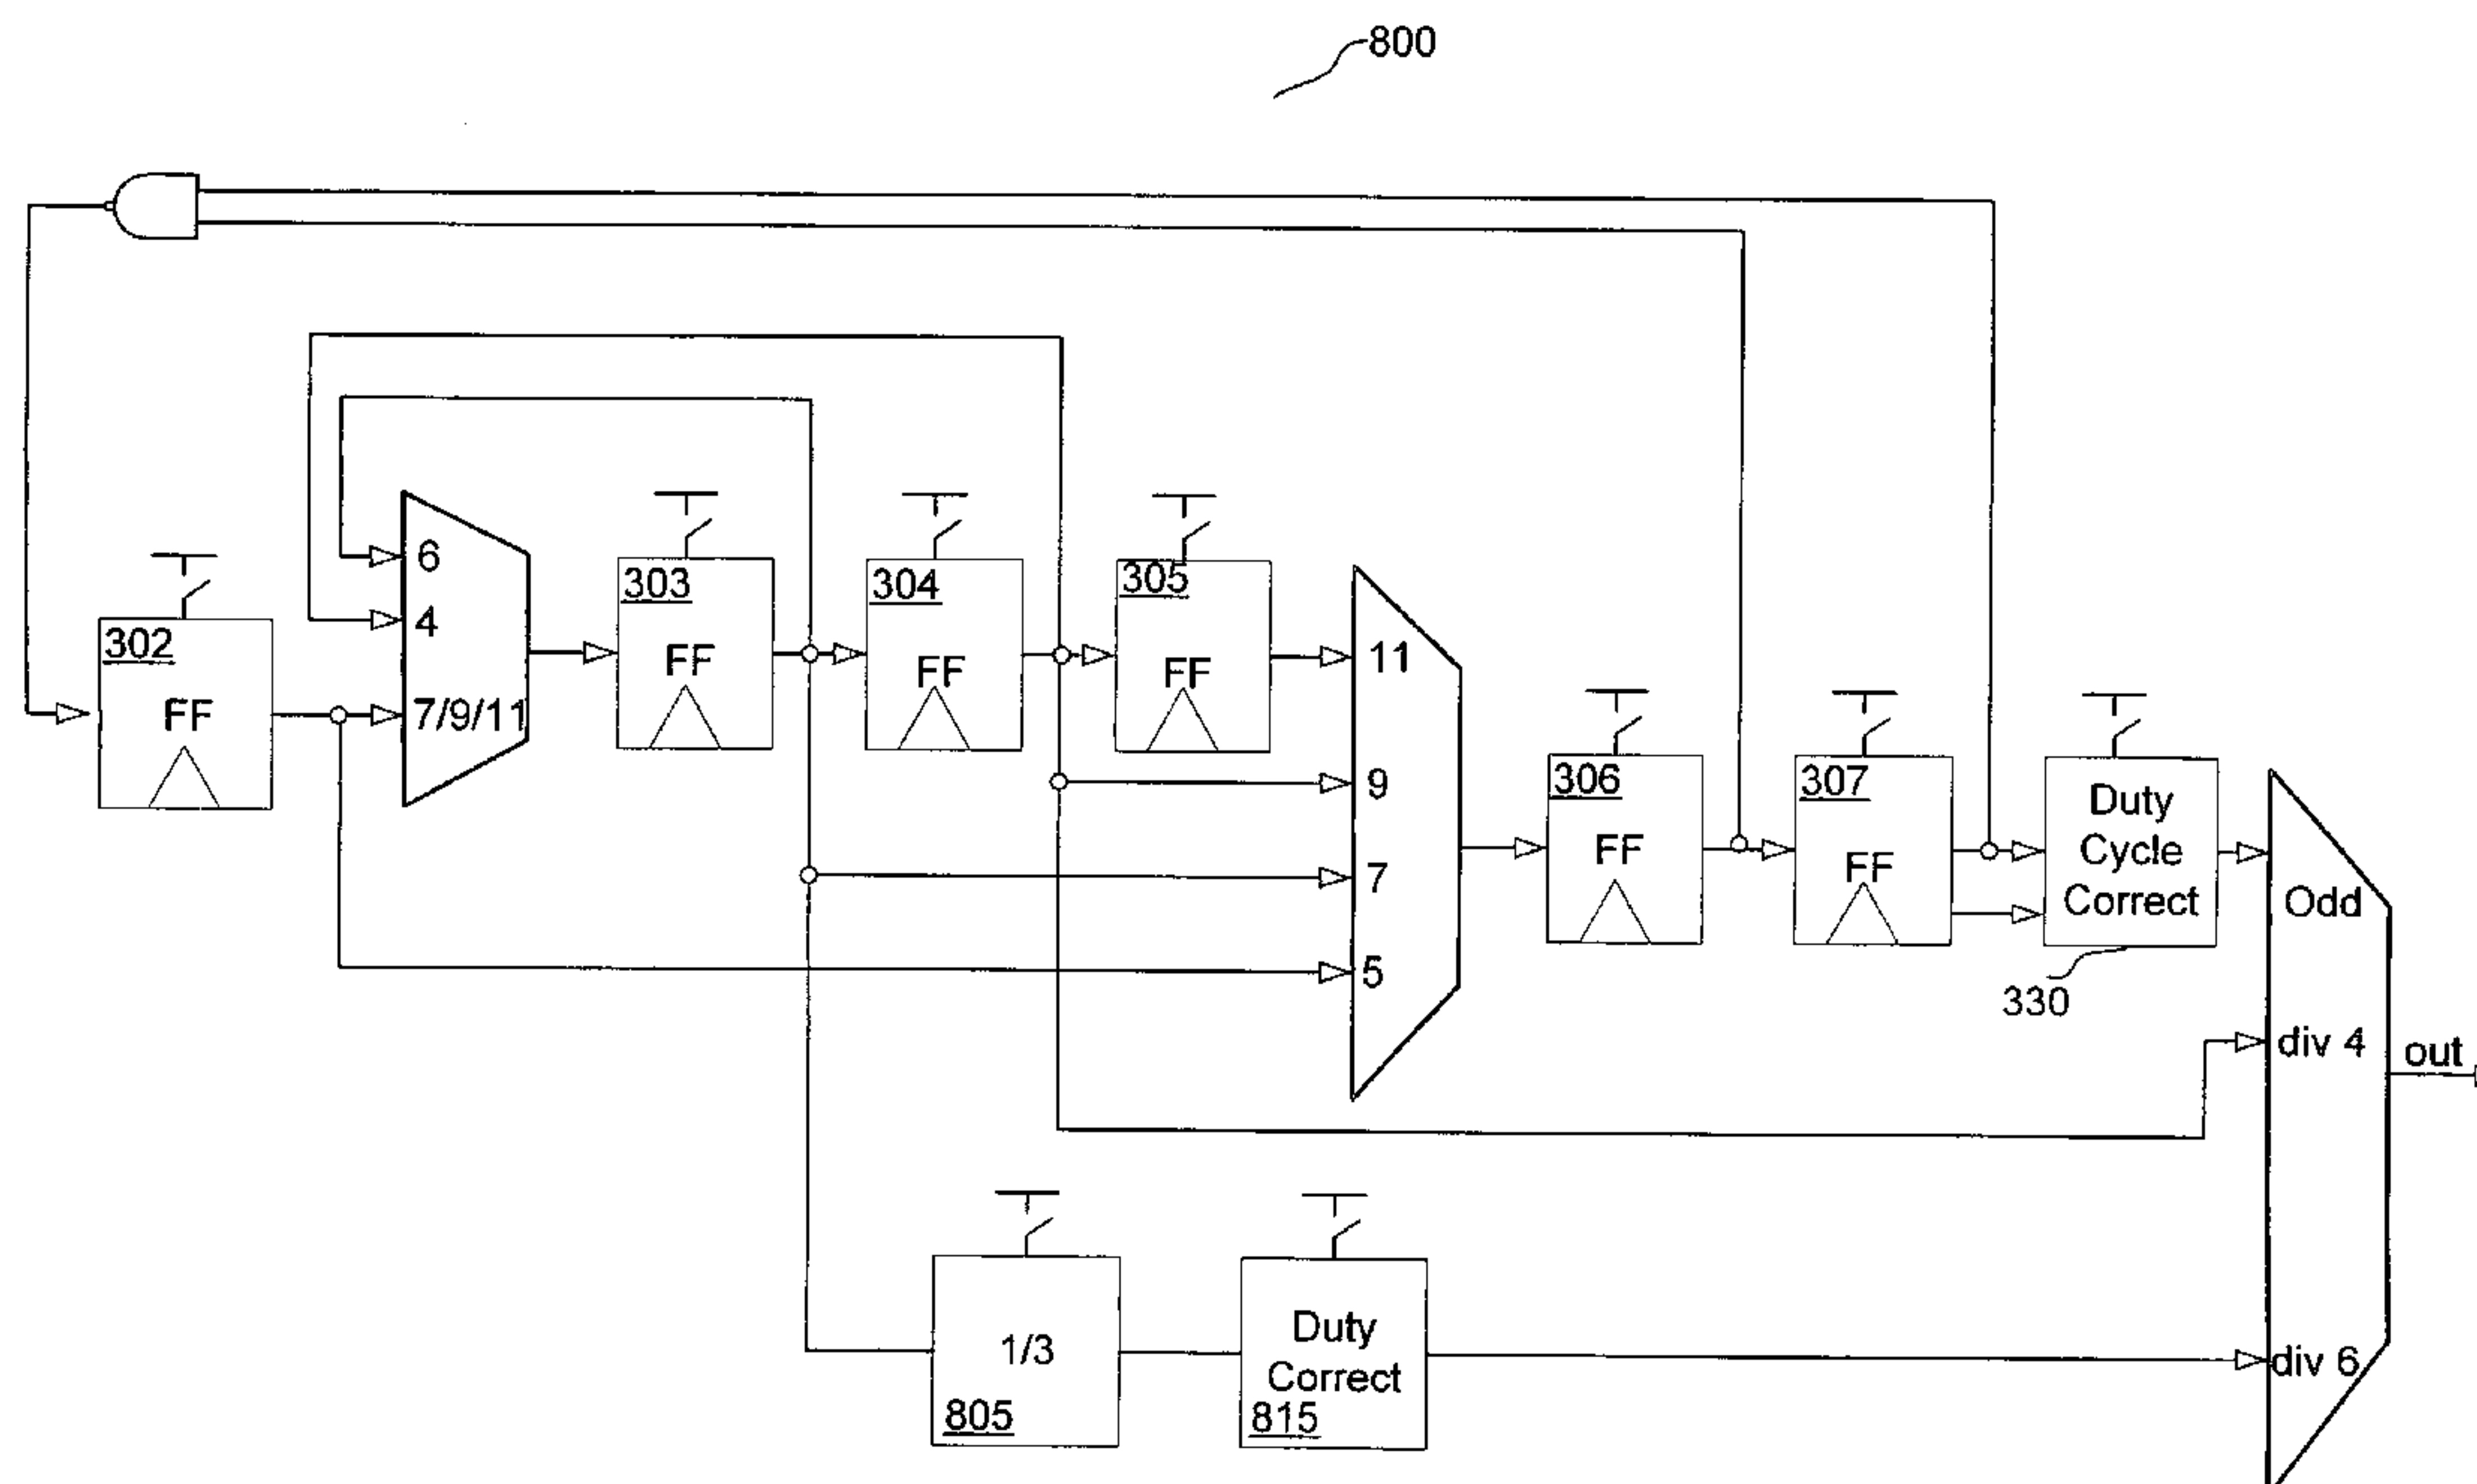 800
6
4
7/9/11
302
FF
303
FF
304
FF
305
FF
11
9
7
5
306
FF
307
FF
Duty
Cycle
Correct
330
Odd
div 4
out
div 6
1/3
805
Duty
Correct
815